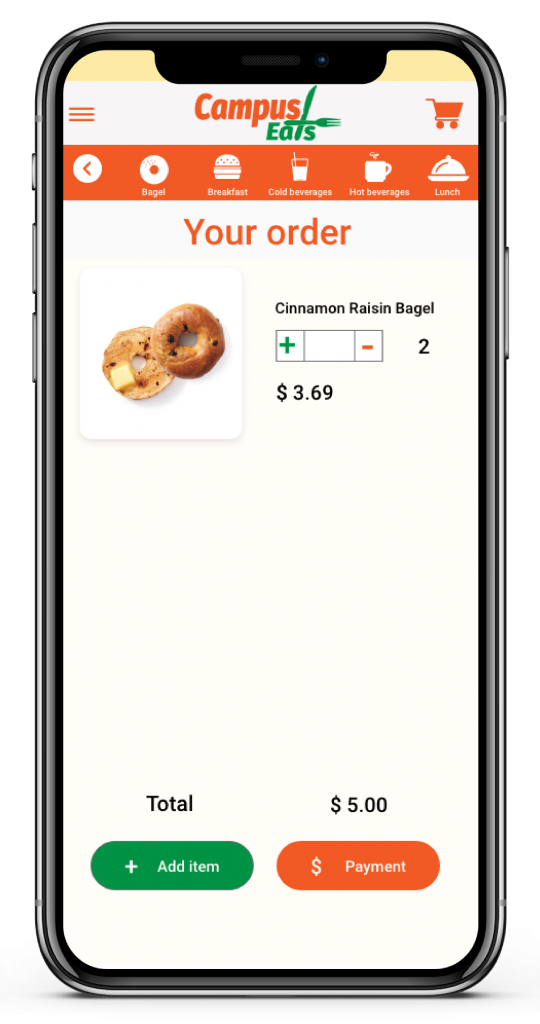 Campus
Eats
Bagel
Breakfast
Cold beverages
Hot beverages
Lunch
Your order
Cinnamon Raisin Bagel
+
-
2
$ 3.69
Total
$ 5.00
+ Add item
$ Payment